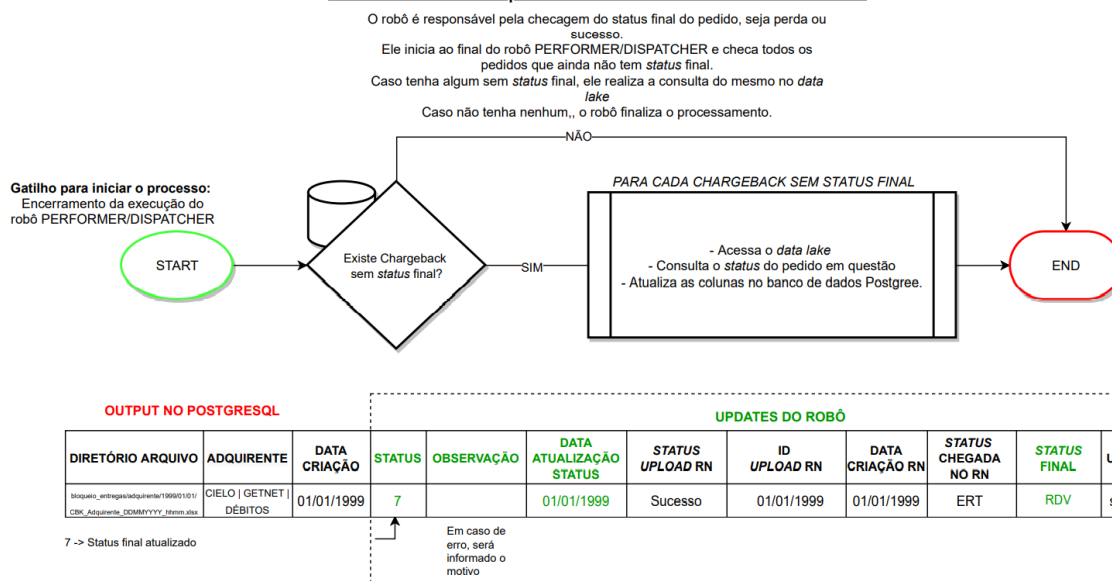 O robô é responsável pela checagem do status final do pedido, seja perda ou
sucesso.
Ele inicia ao final do robô PERFORMER/DISPATCHER e checa todos os
pedidos que ainda não tem status final.
Caso tenha algum sem status final, ele realiza a consulta do mesmo no data
lake
Caso não tenha nenhum,, o robô finaliza o processamento.
NÃO
Gatilho para iniciar o processo:
Encerramento da execução do
robô PERFORMER/DISPATCHER
START
Existe Chargeback
sem status final?
SIM
PARA CADA CHARGEBACK SEM STATUS FINAL
- Acessa o data lake
- Consulta o status do pedido em questão
- Atualiza as colunas no banco de dados Postgree.
END
OUTPUT NO POSTGRESQL
UPDATES DO ROBÔ
DIRETÓRIO ARQUIVO
ADQUIRENTE
DATA
CRIAÇÃO
STATUS
OBSERVAÇÃO
DATA
ATUALIZAÇÃO
STATUS
STATUS
UPLOAD RN
ID
UPLOAD RN
DATA
CRIAÇÃO RN
STATUS
CHEGADA
NO RN
STATUS
FINAL
U
bloqueio_entregas/adquirente/1999/01/01/
CBK_Adquirente_DDMMYYYY_hhmm.xlsx
CIELO | GETNET |
DÉBITOS
01/01/1999
7
01/01/1999
Sucesso
01/01/1999
01/01/1999
ERT
RDV
s
7 -> Status final atualizado
Em caso de
erro, será
informado o
motivo